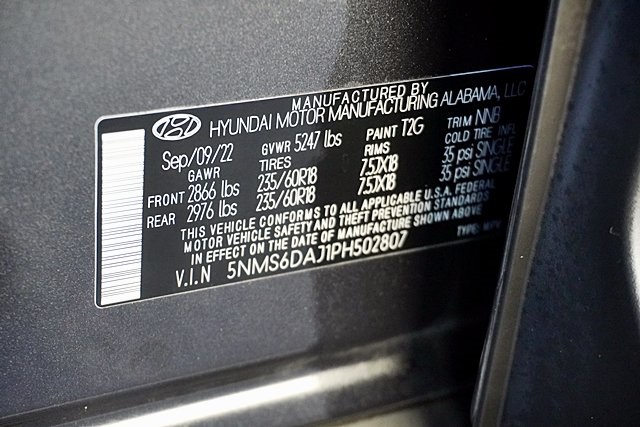 MANUFACTURED BY
HYUNDAI MOTOR MANUFACTURING ALABAMA, LLC
Sep/09/22 GVWR 5247 lbs PAINT T2G TRIM NNB
GAWR TIRES RIMS COLD TIRE INFL
FRONT 2866 lbs 235/60R18 7.5JX18 35 psi SINGLE
REAR 2976 lbs 235/60R18 7.5JX18 35 psi SINGLE
THIS VEHICLE CONFORMS TO ALL APPLICABLE U.S.A. FEDERAL
MOTOR VEHICLE SAFETY AND THEFT PREVENTION STANDARDS
IN EFFECT ON THE DATE OF MANUFACTURE SHOWN ABOVE
V.I.N 5NMS6DAJ1PH502807 TYPE: MPV